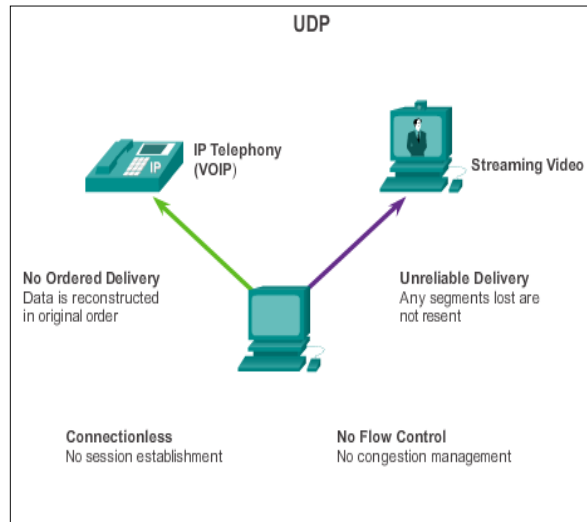 UDP
IP Telephony
(VOIP)
IP
Streaming Video
No Ordered Delivery
Data is reconstructed
in original order
Unreliable Delivery
Any segments lost are
not resent
Connectionless
No session establishment
No Flow Control
No congestion management